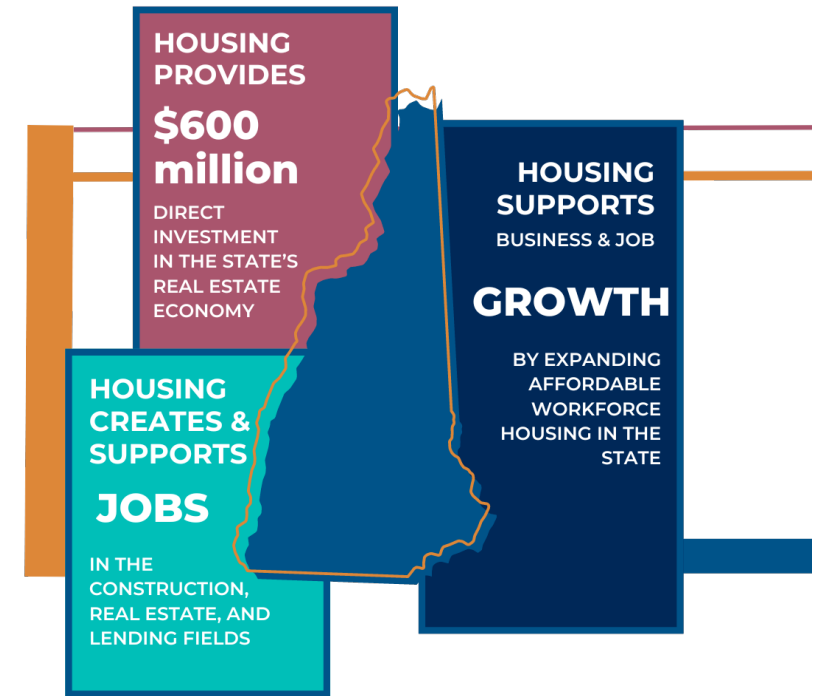 HOUSING
PROVIDES
$600
million
DIRECT
INVESTMENT
IN THE STATE’S
REAL ESTATE
ECONOMY
HOUSING
CREATES &
SUPPORTS
JOBS
IN THE
CONSTRUCTION,
REAL ESTATE, AND
LENDING FIELDS
HOUSING
SUPPORTS
BUSINESS & JOB
GROWTH
BY EXPANDING
AFFORDABLE
WORKFORCE
HOUSING IN THE
STATE